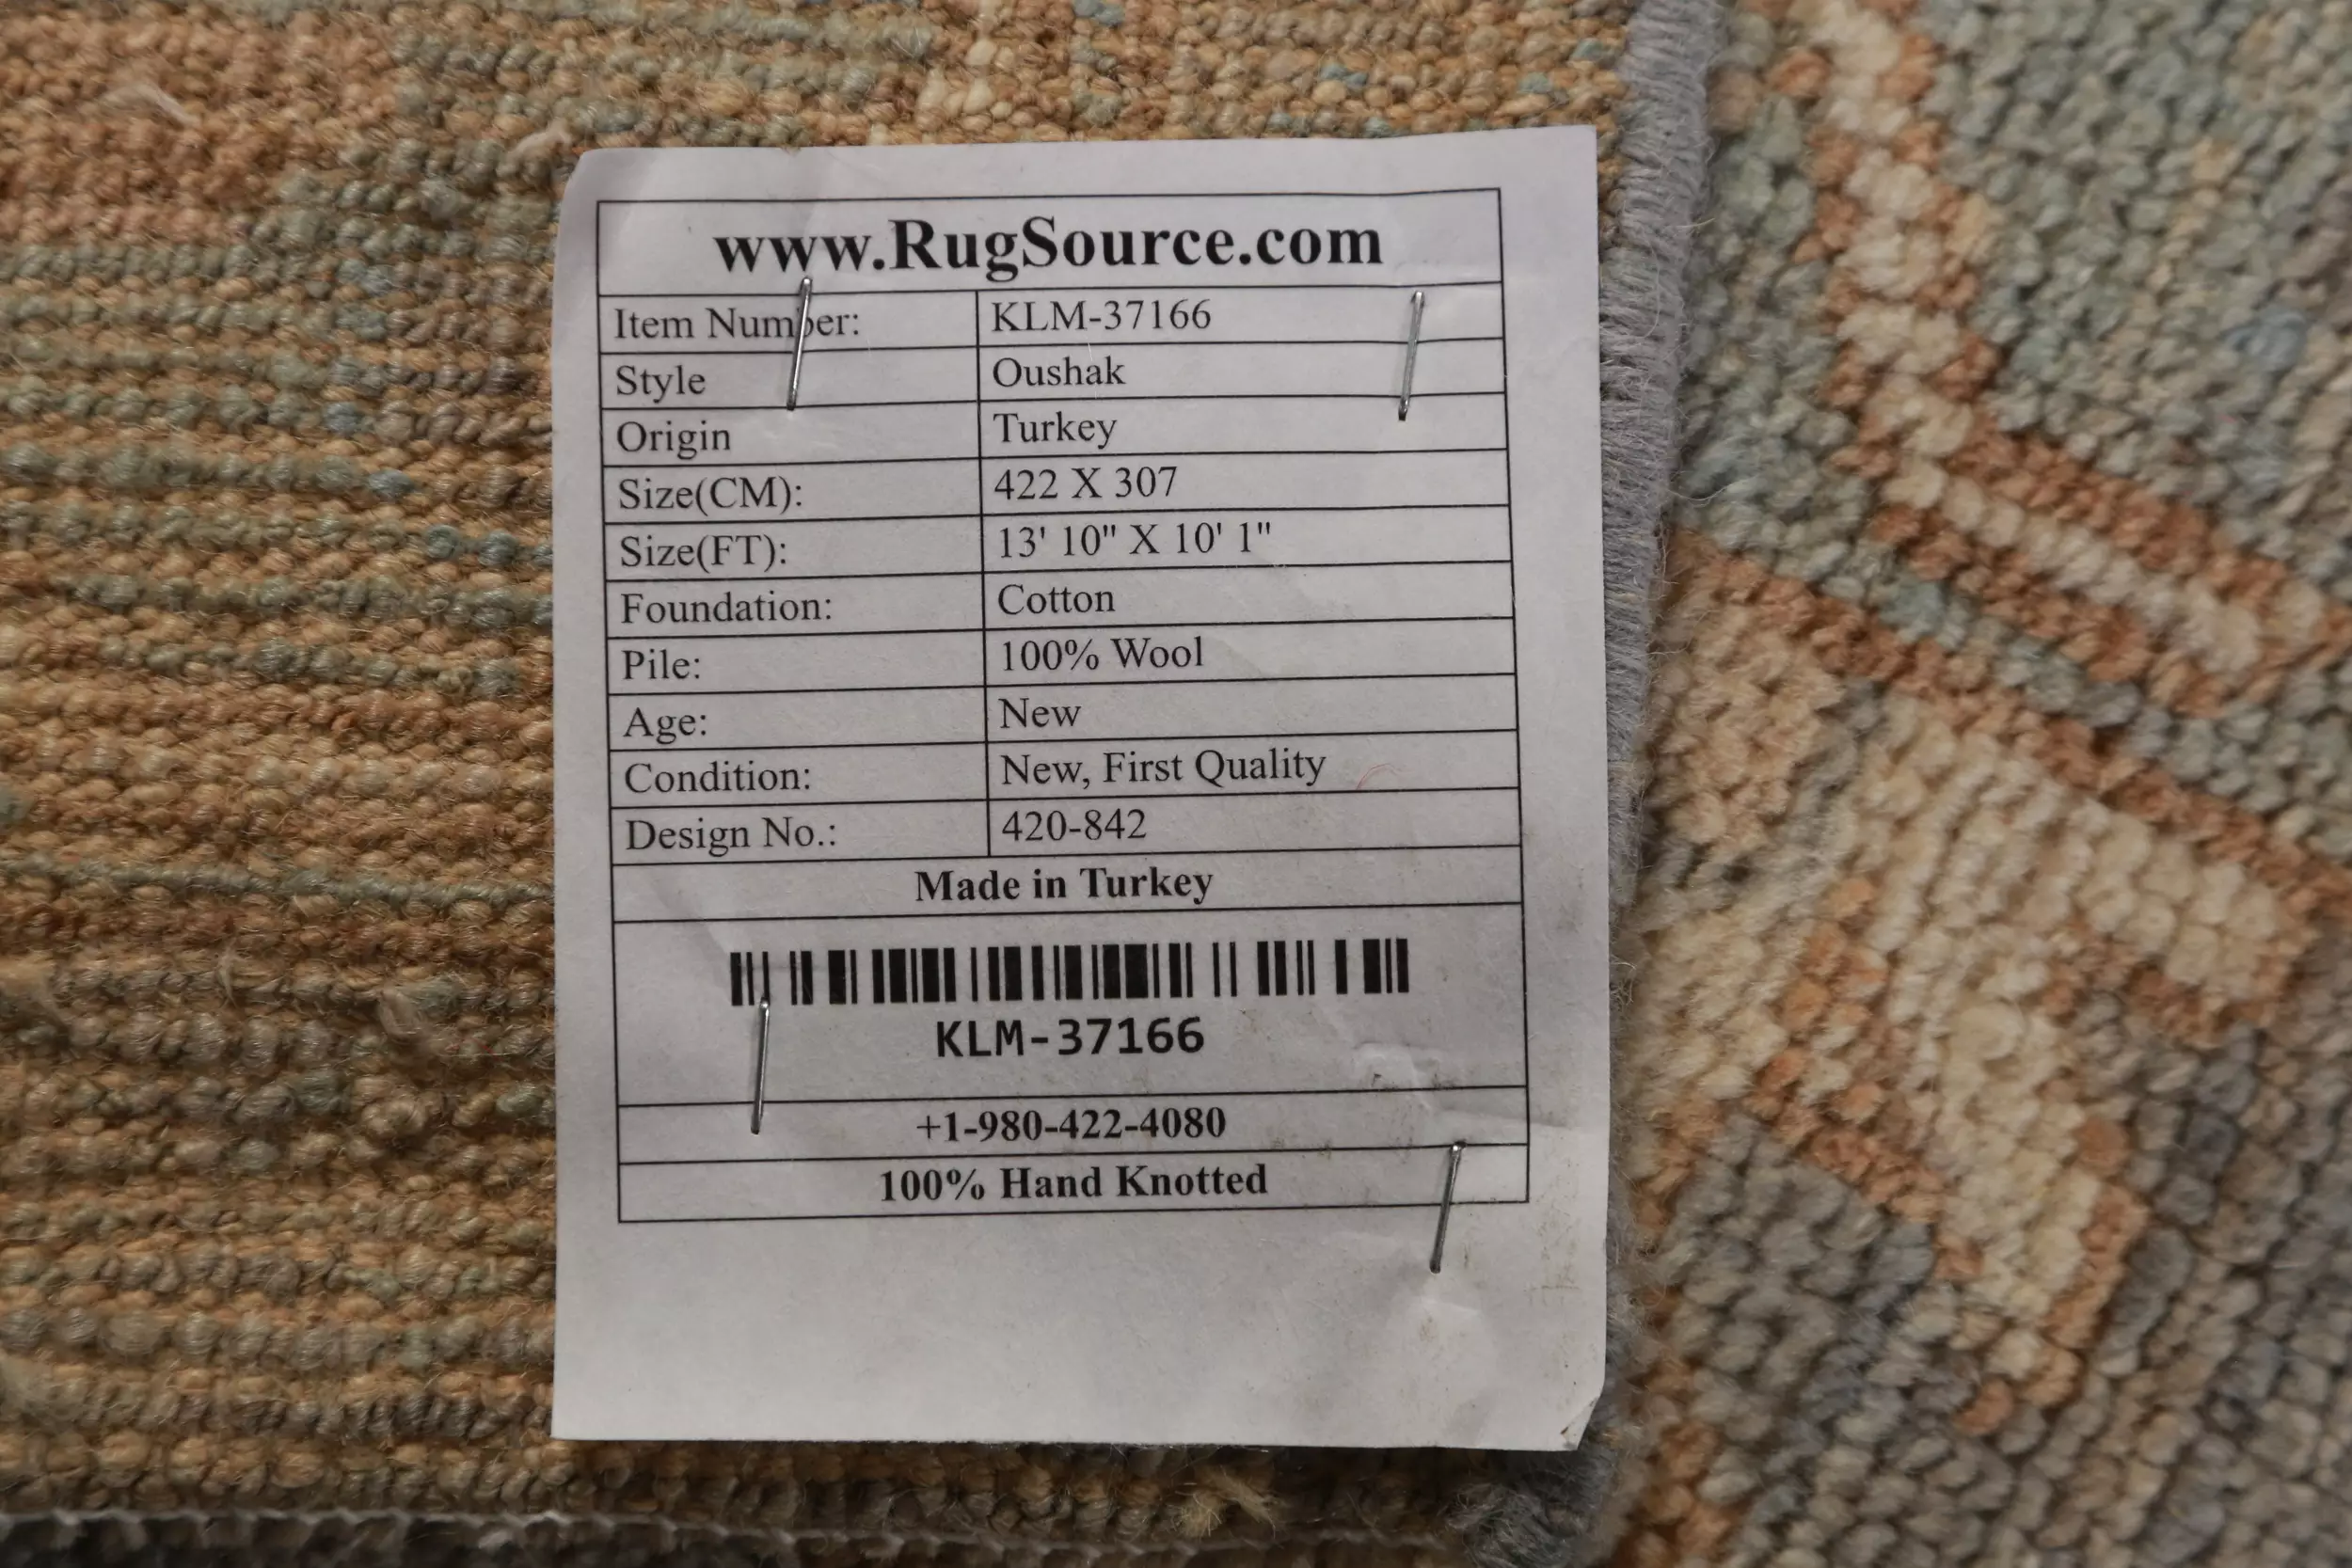 www.RugSource.com
Item Number: KLM-37166
Style Oushak
Origin Turkey
Size(CM): 422 X 307
Size(FT): 13' 10" X 10' 1"
Foundation: Cotton
Pile: 100% Wool
Age: New
Condition: New, First Quality
Design No.: 420-842
Made in Turkey
KLM-37166
+1-980-422-4080
100% Hand Knotted